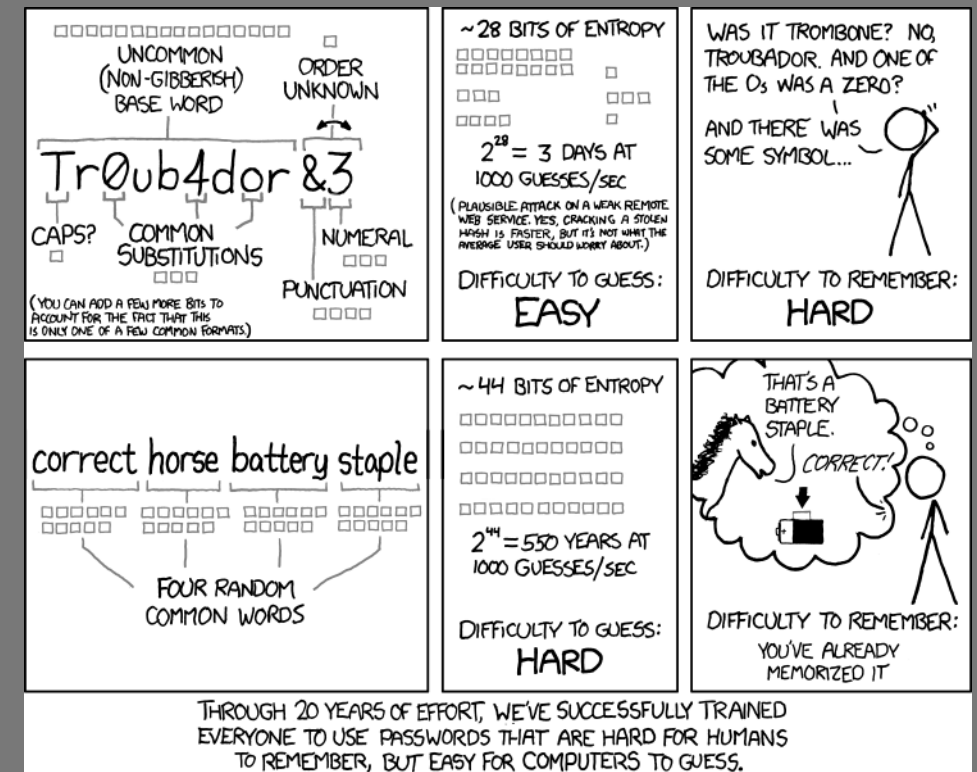 UNCOMMON
(NON-GIBBERISH)
BASE WORD
ORDER
UNKNOWN
Tr0ub4dor &3
CAPS?
COMMON
SUBSTITUTIONS
NUMERAL
PUNCTUATION
(YOU CAN ADD A FEW MORE BITS TO
ACCOUNT FOR THE FACT THAT THIS
IS ONLY ONE OF A FEW COMMON FORMATS.)
~28 BITS OF ENTROPY
2^28 = 3 DAYS AT
1000 GUESSES/SEC
(PLAUSIBLE ATTACK ON A WEAK REMOTE
WEB SERVICE. YES, CRACKING A STOLEN
HASH IS FASTER, BUT IT'S NOT WHAT THE
AVERAGE USER SHOULD WORRY ABOUT.)
DIFFICULTY TO GUESS:
EASY
WAS IT TROMBONE? NO,
TROUBADOR. AND ONE OF
THE Os WAS A ZERO?
AND THERE WAS
SOME SYMBOL...
DIFFICULTY TO REMEMBER:
HARD
correct horse battery staple
FOUR RANDOM
COMMON WORDS
~44 BITS OF ENTROPY
2^44 = 550 YEARS AT
1000 GUESSES/SEC
DIFFICULTY TO GUESS:
HARD
THAT'S A
BATTERY
STAPLE.
CORRECT!
DIFFICULTY TO REMEMBER:
YOU'VE ALREADY
MEMORIZED IT
THROUGH 20 YEARS OF EFFORT, WE'VE SUCCESSFULLY TRAINED
EVERYONE TO USE PASSWORDS THAT ARE HARD FOR HUMANS
TO REMEMBER, BUT EASY FOR COMPUTERS TO GUESS.